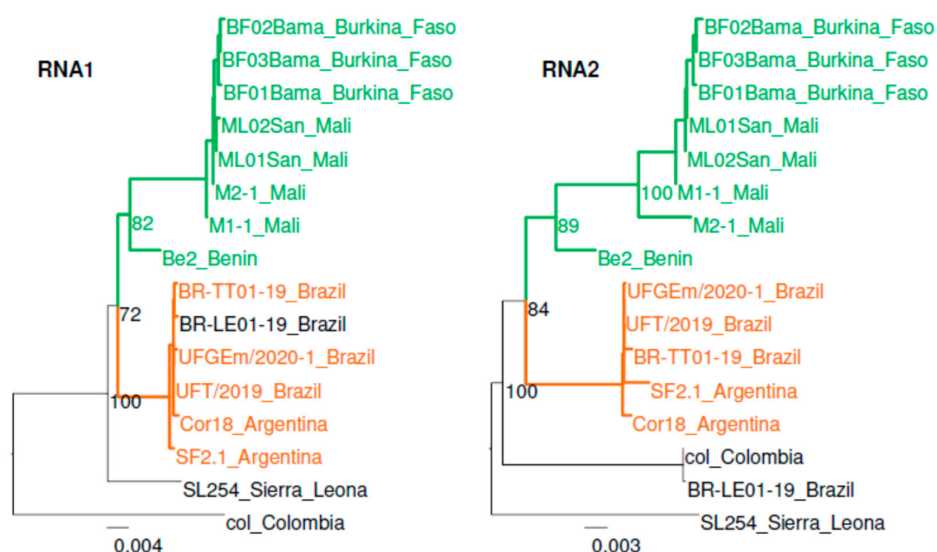 RNA1
BF02Bama_Burkina_Faso
BF03Bama_Burkina_Faso
BF01Bama_Burkina_Faso
ML02San_Mali
ML01San_Mali
M2-1_Mali
M1-1_Mali
82
Be2_Benin
BR-TT01-19_Brazil
72
BR-LE01-19_Brazil
UFGEm/2020-1_Brazil
UFT/2019_Brazil
100
Cor18_Argentina
SF2.1_Argentina
SL254_Sierra_Leona
col_Colombia
0.004
RNA2
BF02Bama_Burkina_Faso
BF03Bama_Burkina_Faso
BF01Bama_Burkina_Faso
ML01San_Mali
ML02San_Mali
100
M1-1_Mali
M2-1_Mali
89
Be2_Benin
UFGEm/2020-1_Brazil
84
UFT/2019_Brazil
BR-TT01-19_Brazil
100
SF2.1_Argentina
Cor18_Argentina
col_Colombia
BR-LE01-19_Brazil
SL254_Sierra_Leona
0.003